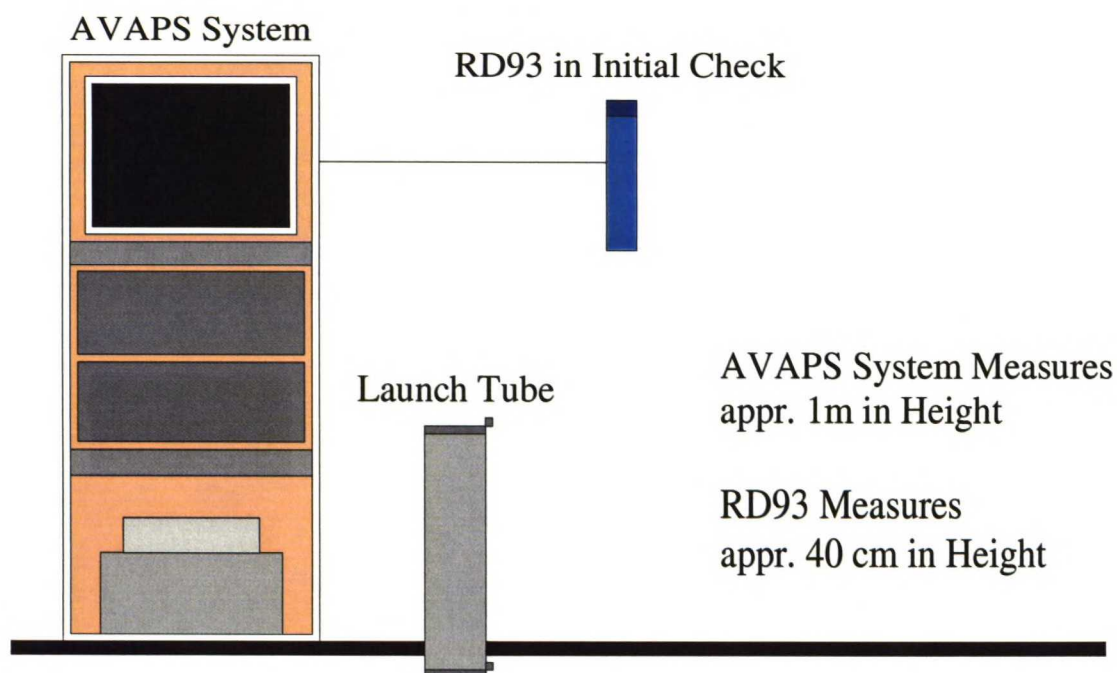 AVAPS System
RD93 in Initial Check
Launch Tube
AVAPS System Measures
appr. 1m in Height
RD93 Measures
appr. 40 cm in Height